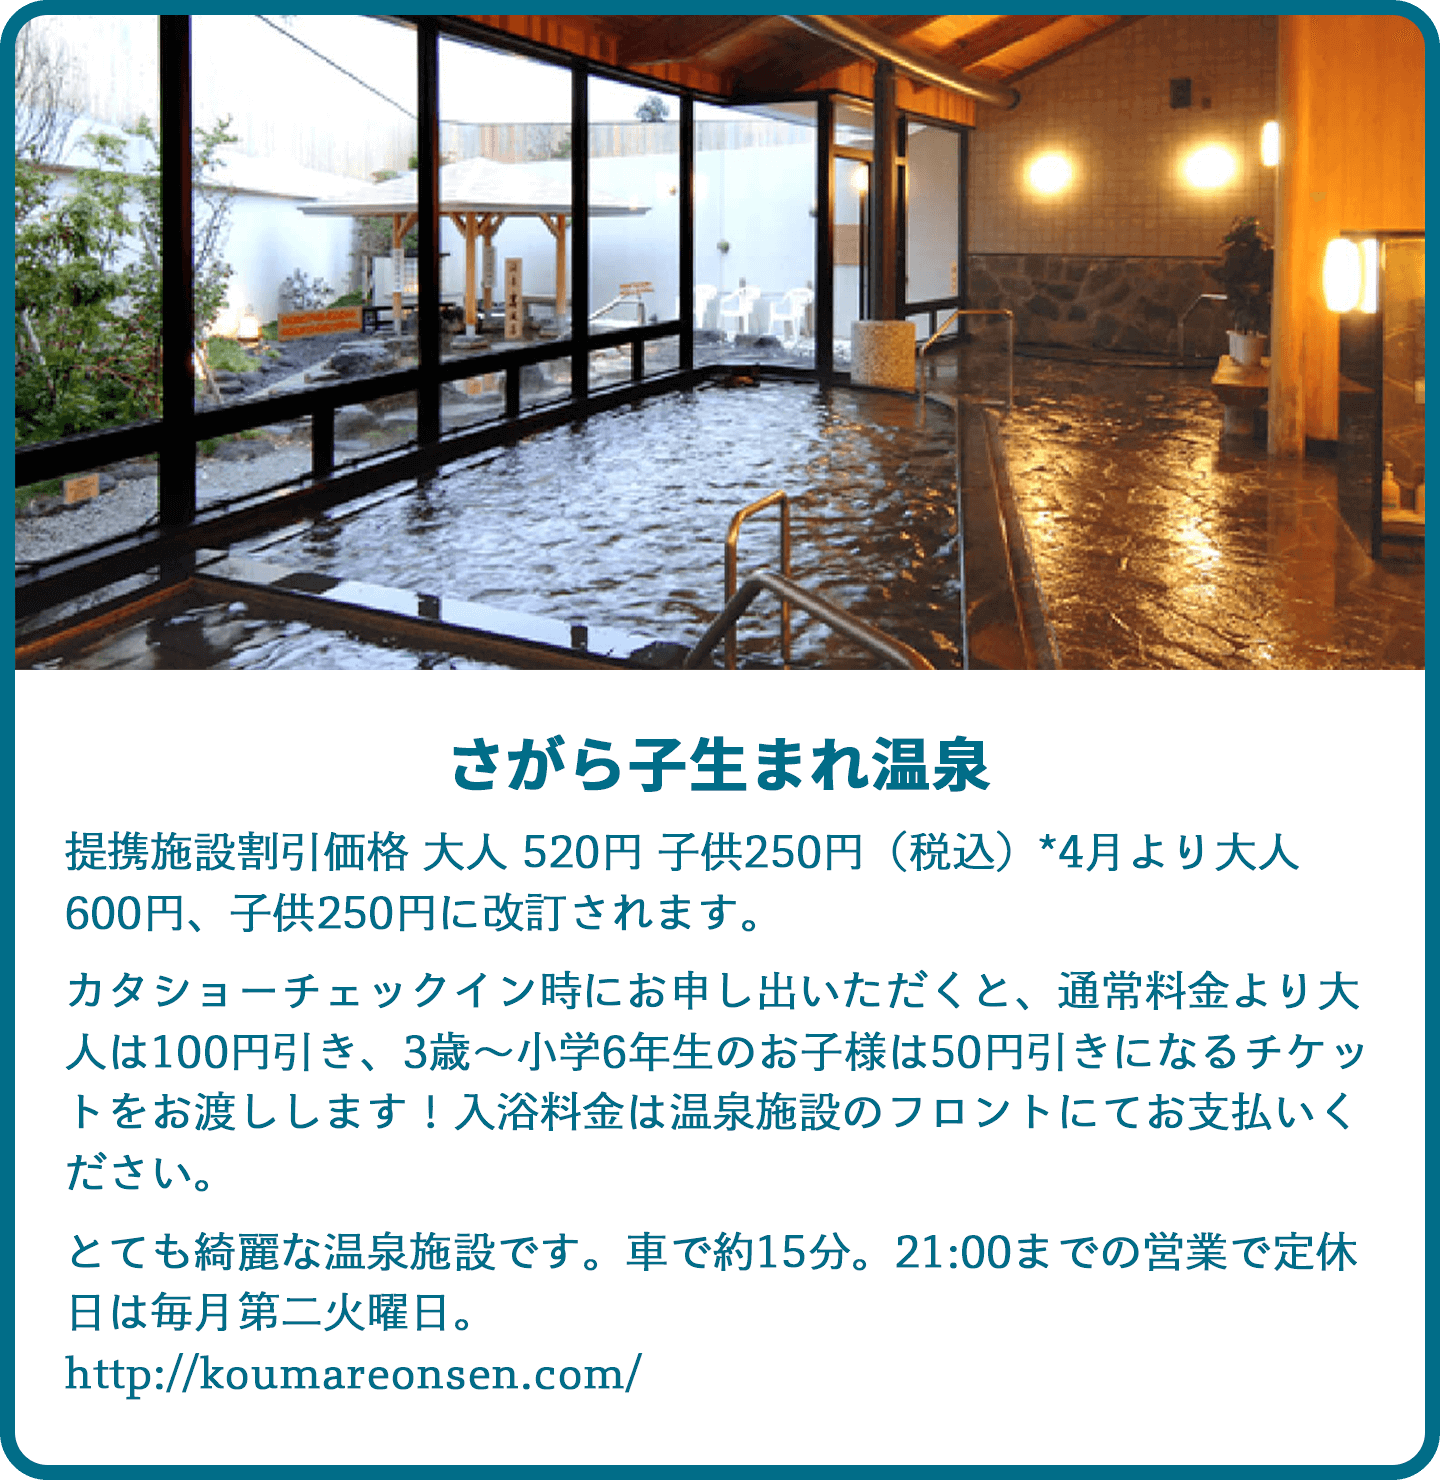 さがら子生まれ温泉
提携施設割引価格 大人 520円 子供250円（税込）*4月より大人
600円、子供250円に改訂されます。
カタショーチェックイン時にお申し出いただくと、通常料金より大
人は100円引き、3歳〜小学6年生のお子様は50円引きになるチケッ
トをお渡しします！入浴料金は温泉施設のフロントにてお支払いく
ださい。
とても綺麗な温泉施設です。車で約15分。21:00までの営業で定休
日は毎月第二火曜日。
http://koumareonsen.com/